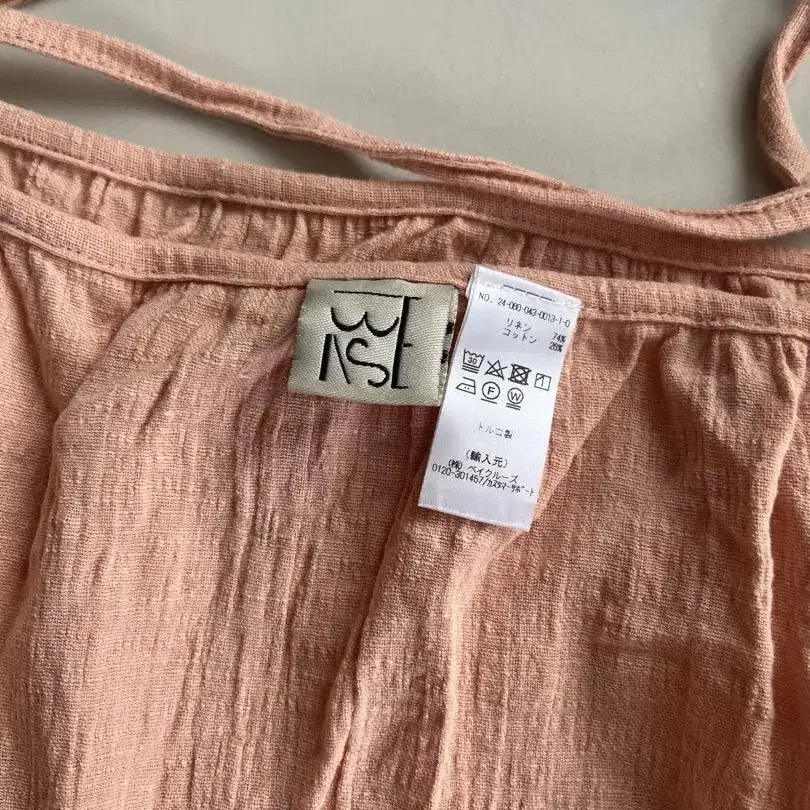 NO. 24-060-043-0013-1-0
リネン 74%
コットン 26%
30
F W
トルコ製
(輸入元)
(株) ベイクルーズ
0120-301457/カスタマーサポート